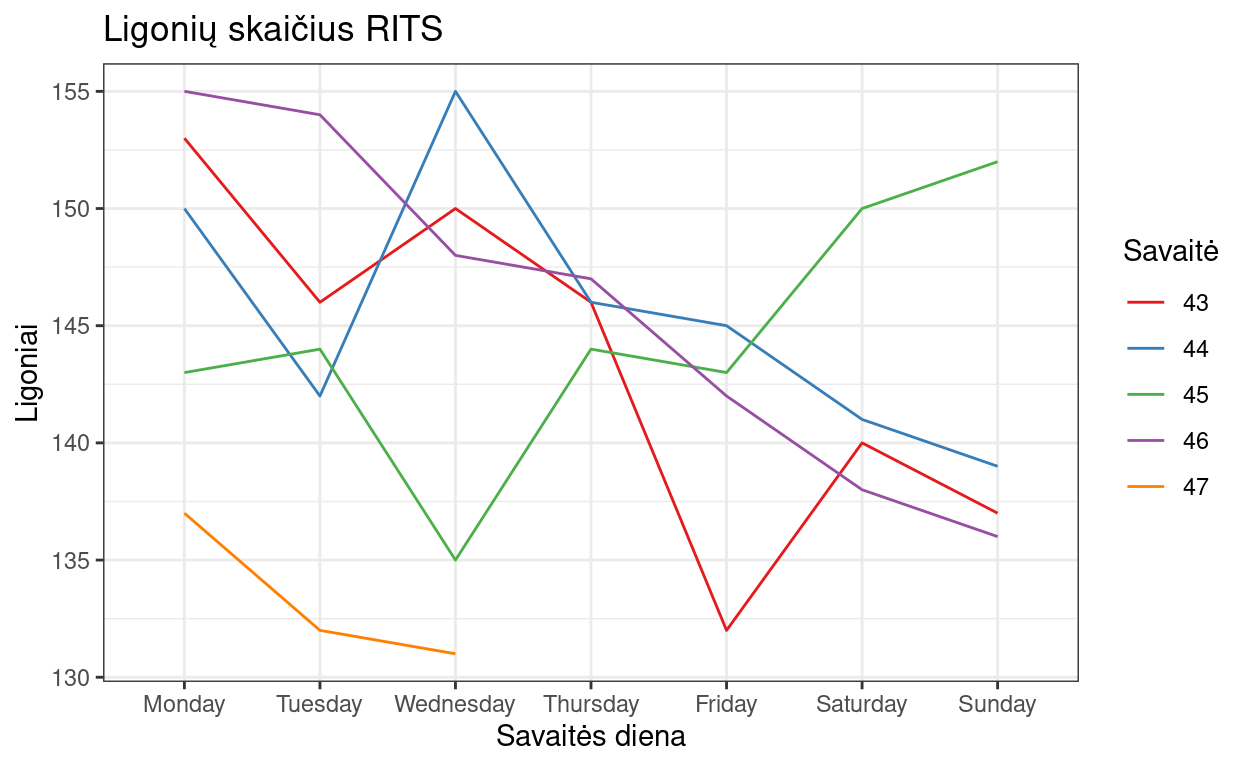 Ligonių skaičius RITS
Ligoniai
155
150
145
140
135
130
Monday Tuesday Wednesday Thursday Friday Saturday Sunday
Savaitės diena
Savaitė
43
44
45
46
47